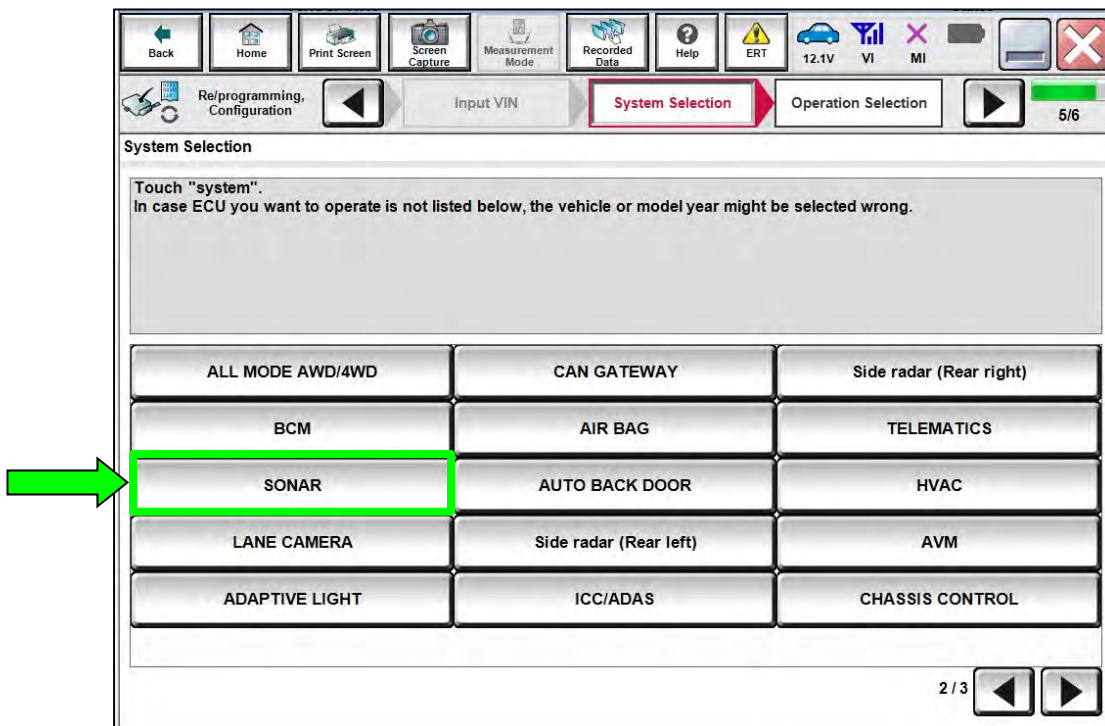 Back
Home
Print Screen
Screen
Capture
Measurement
Mode
Recorded
Data
Help
ERT
12.1V
VI
MI
Re/programming,
Configuration
Input VIN
System Selection
Operation Selection
5/6
System Selection
Touch "system".
In case ECU you want to operate is not listed below, the vehicle or model year might be selected wrong.
ALL MODE AWD/4WD
CAN GATEWAY
Side radar (Rear right)
BCM
AIR BAG
TELEMATICS
SONAR
AUTO BACK DOOR
HVAC
LANE CAMERA
Side radar (Rear left)
AVM
ADAPTIVE LIGHT
ICC/ADAS
CHASSIS CONTROL
2 / 3